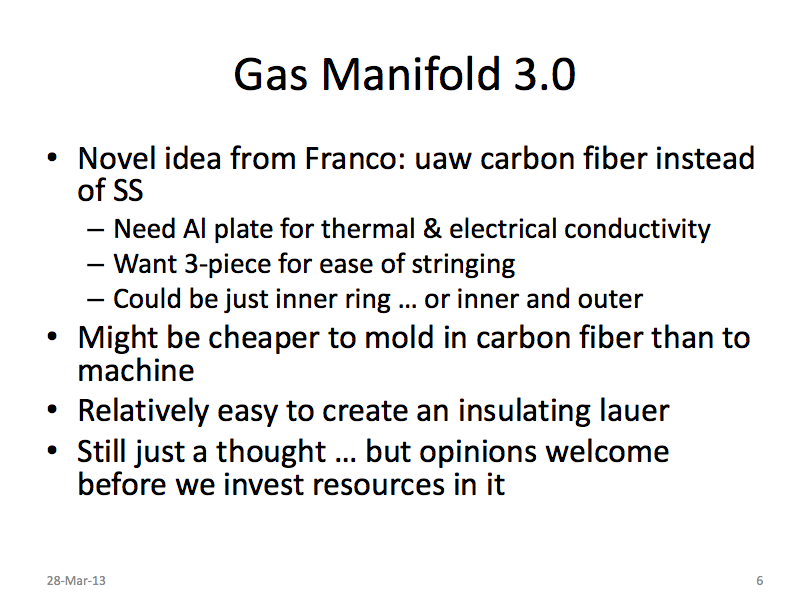 Gas Manifold 3.0
• Novel idea from Franco: uaw carbon fiber instead
of SS
– Need Al plate for thermal & electrical conductivity
– Want 3-piece for ease of stringing
– Could be just inner ring … or inner and outer
• Might be cheaper to mold in carbon fiber than to
machine
• Relatively easy to create an insulating lauer
• Still just a thought … but opinions welcome
before we invest resources in it
28-Mar-13
6